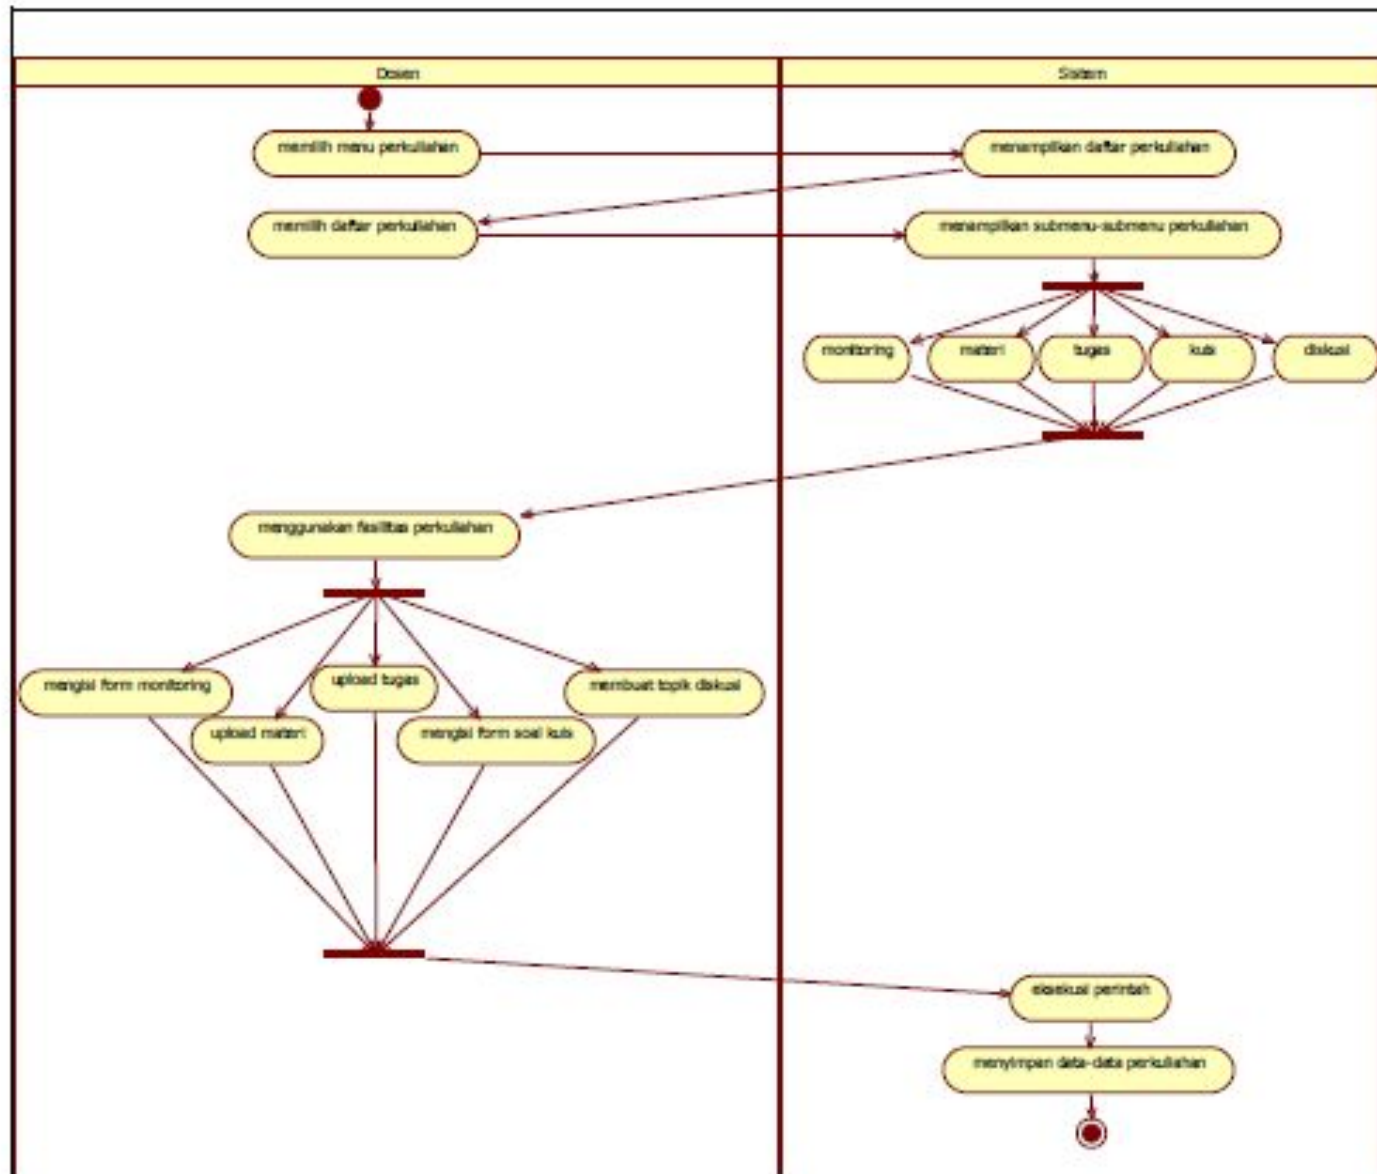 Dosen
Sistem
memilih menu perkuliahan
menampilkan daftar perkuliahan
memilih daftar perkuliahan
menampilkan submenu-submenu perkuliahan
monitoring
materi
tugas
kuis
diskusi
menggunakan fasilitas perkuliahan
mengisi form monitoring
upload tugas
membuat topik diskusi
upload materi
mengisi form soal kuis
eksekusi perintah
menyimpan data-data perkuliahan